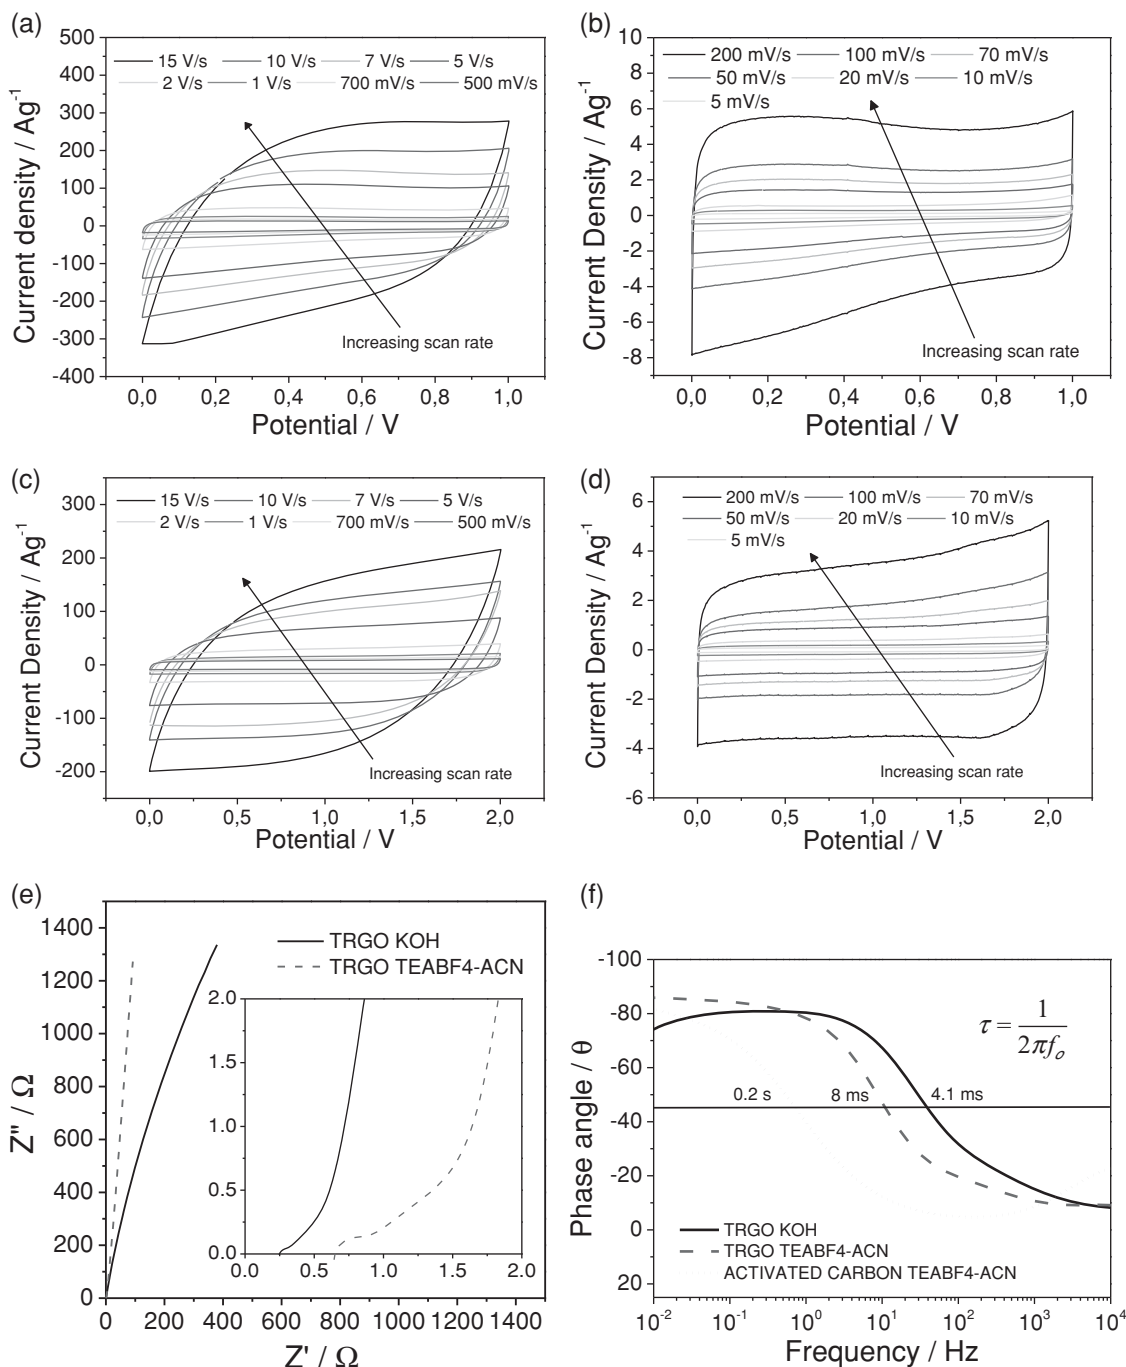 (a)
500
400
300
200
100
0
-100
-200
-300
-400
Current density / Ag⁻¹
15 V/s 10 V/s 7 V/s 5 V/s
2 V/s 1 V/s 700 mV/s 500 mV/s
Increasing scan rate
0,0 0,2 0,4 0,6 0,8 1,0
Potential / V
(b)
10
8
6
4
2
0
-2
-4
-6
-8
Current Density / Ag⁻¹
200 mV/s 100 mV/s 70 mV/s
50 mV/s 20 mV/s 10 mV/s
5 mV/s
Increasing scan rate
0,0 0,2 0,4 0,6 0,8 1,0
Potential / V
(c)
300
200
100
0
-100
-200
Current Density / Ag⁻¹
15 V/s 10 V/s 7 V/s 5 V/s
2 V/s 1 V/s 700 mV/s 500 mV/s
Increasing scan rate
0,0 0,5 1,0 1,5 2,0
Potential / V
(d)
6
4
2
0
-2
-4
-6
Current Density / Ag⁻¹
200 mV/s 100 mV/s 70 mV/s
50 mV/s 20 mV/s 10 mV/s
5 mV/s
Increasing scan rate
0,0 0,5 1,0 1,5 2,0
Potential / V
(e)
1400
1200
1000
800
600
400
200
0
Z'' / Ω
TRGO KOH
TRGO TEABF4-ACN
2.0
1.5
1.0
0.5
0.0
0.0 0.5 1.0 1.5 2.0
0 200 400 600 800 1000 1200 1400
Z' / Ω
(f)
-100
-80
-60
-40
-20
0
20
Phase angle / θ
τ = 1 / 2πfₒ
0.2 s 8 ms 4.1 ms
TRGO KOH
TRGO TEABF4-ACN
ACTIVATED CARBON TEABF4-ACN
10⁻² 10⁻¹ 10⁰ 10¹ 10² 10³ 10⁴
Frequency / Hz